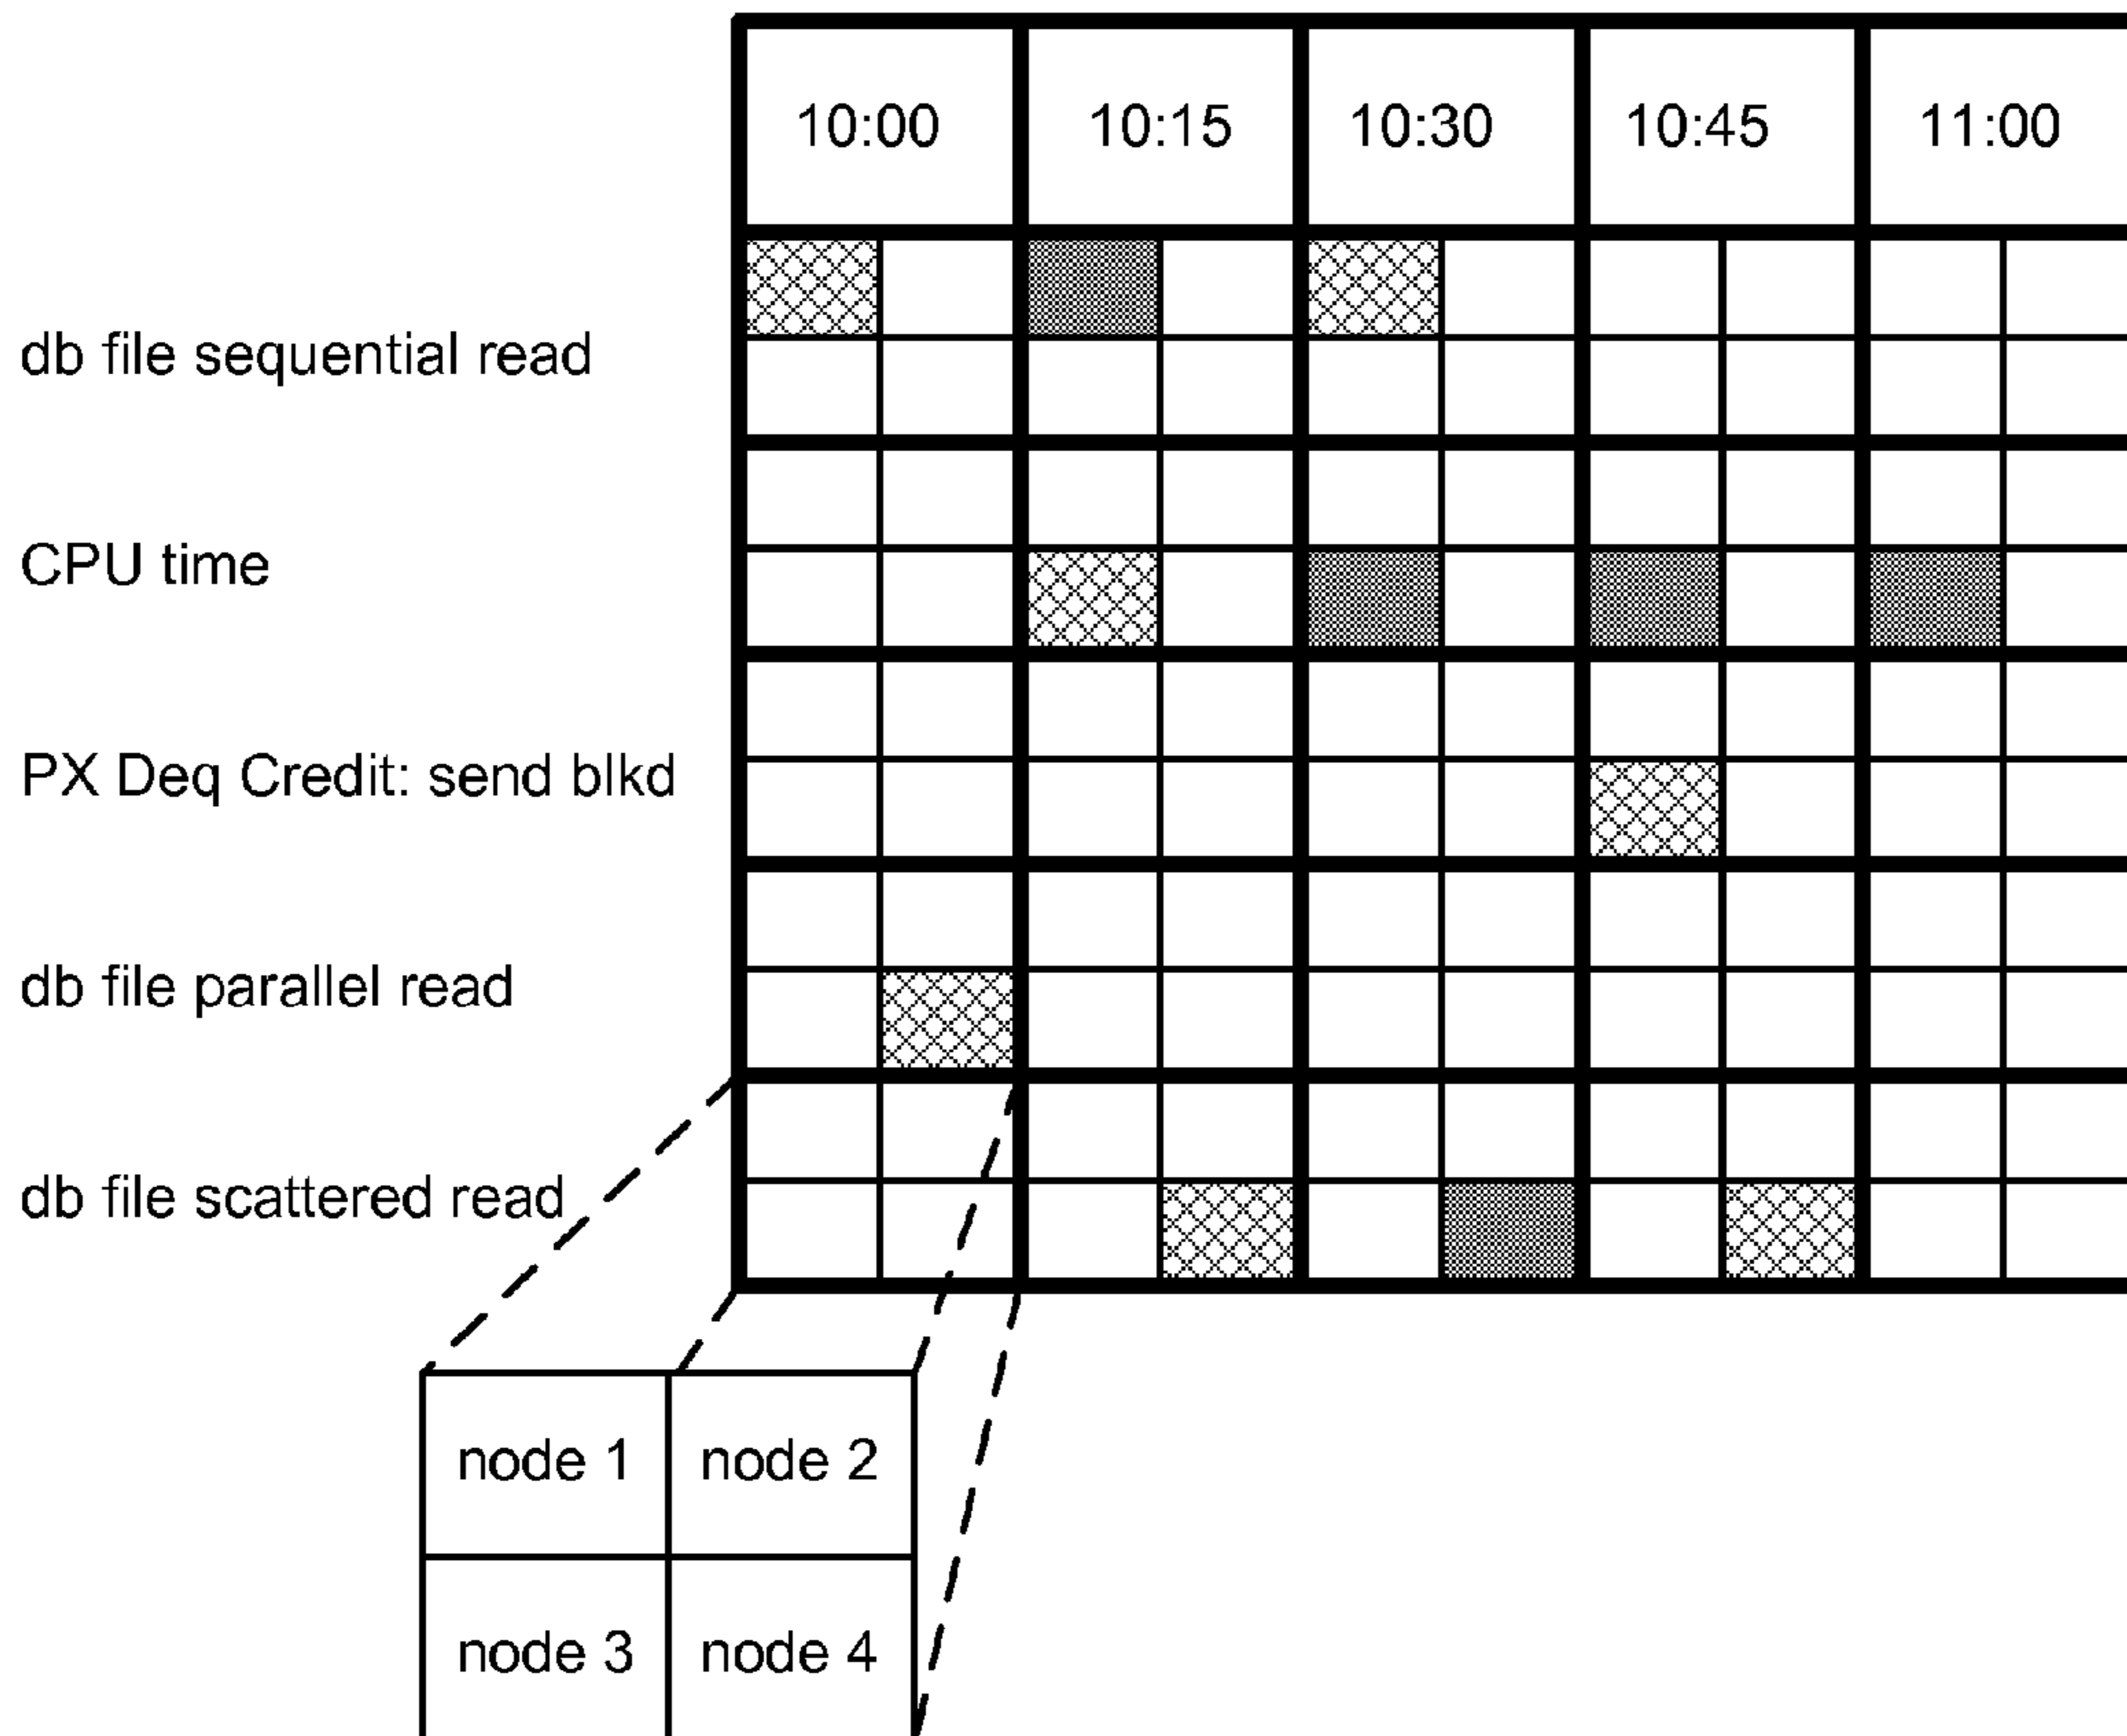 10:00 10:15 10:30 10:45 11:00
db file sequential read
CPU time
PX Deq Credit: send blkd
db file parallel read
db file scattered read
node 1 node 2
node 3 node 4